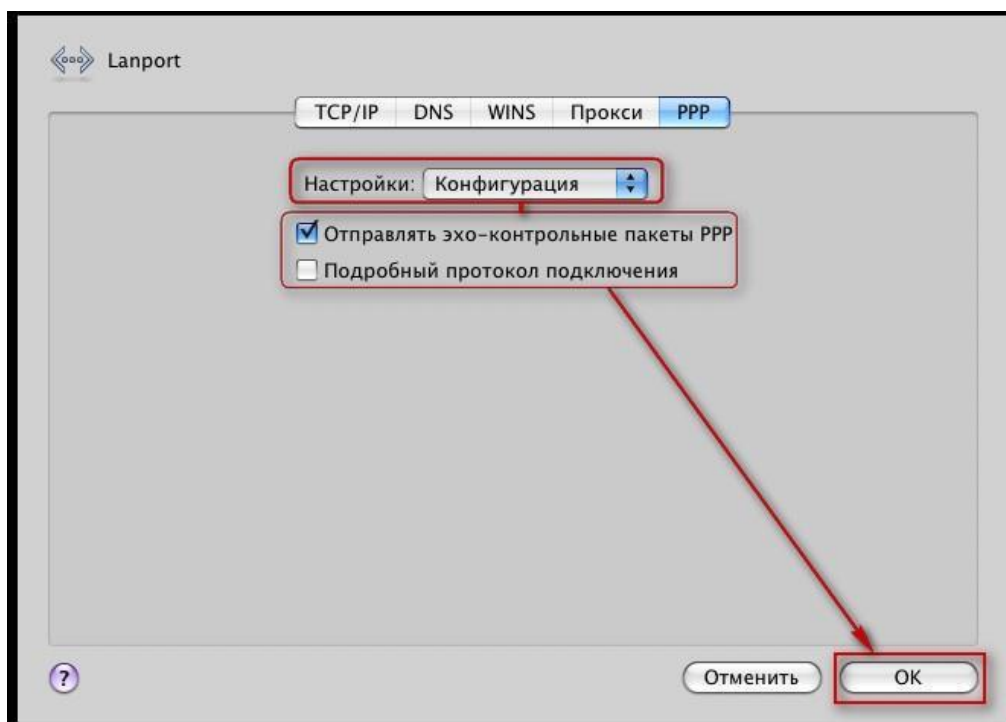 Lanport
TCP/IP DNS WINS Прокси PPP
Настройки: Конфигурация
Отправлять эхо-контрольные пакеты PPP
Подробный протокол подключения
? Отменить OK